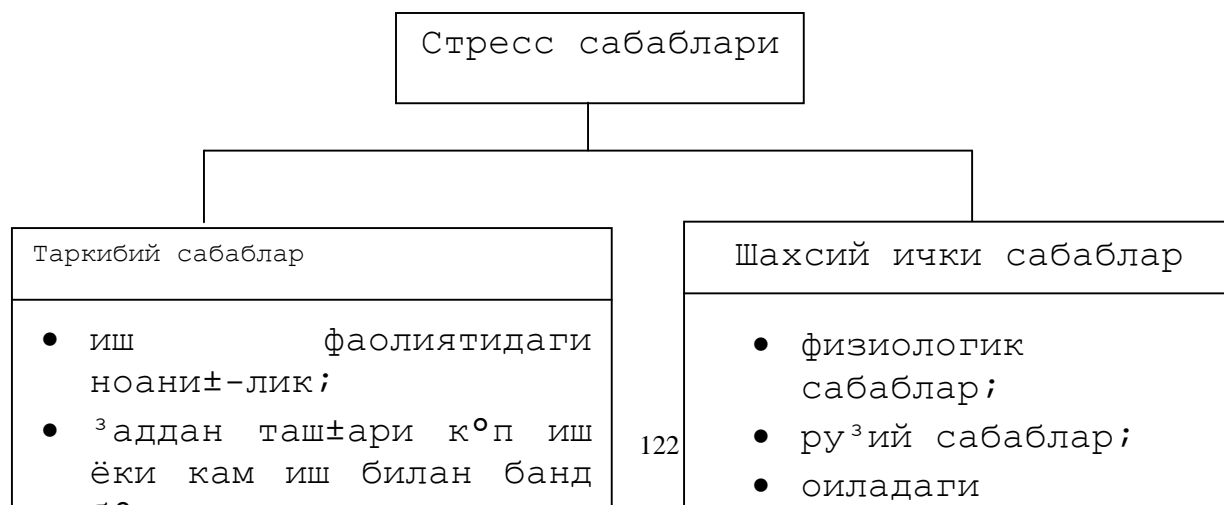 Стресс сабаблари
Таркибий сабаблар
• иш фаолиятидаги
ноани±-лик;
• ³аддан таш±ари кºп иш
ёки кам иш билан банд
Шахсий ички сабаблар
• физиологик
сабаблар;
• ру³ий сабаблар;
• оиладаги
122